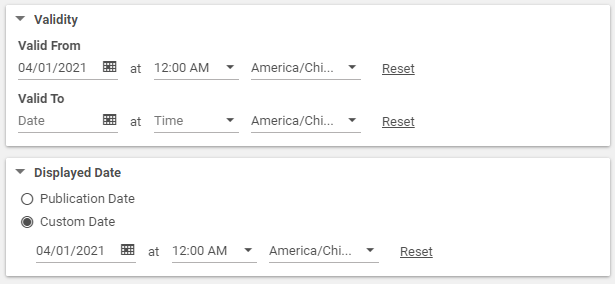 Validity
Valid From
04/01/2021 at 12:00 AM America/Chi... Reset
Valid To
Date at Time America/Chi... Reset
Displayed Date
Publication Date
Custom Date
04/01/2021 at 12:00 AM America/Chi... Reset